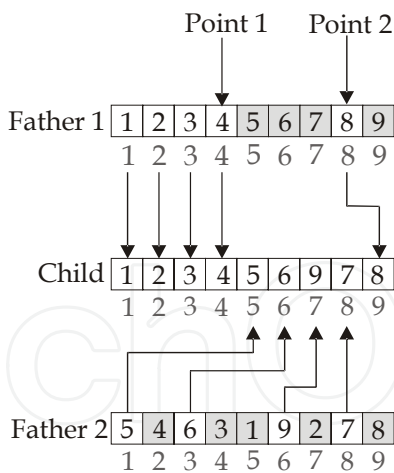 Point 1 Point 2
Father 1 1 2 3 4 5 6 7 8 9
1 2 3 4 5 6 7 8 9
Child 1 2 3 4 5 6 9 7 8
1 2 3 4 5 6 7 8 9
Father 2 5 4 6 3 1 9 2 7 8
1 2 3 4 5 6 7 8 9